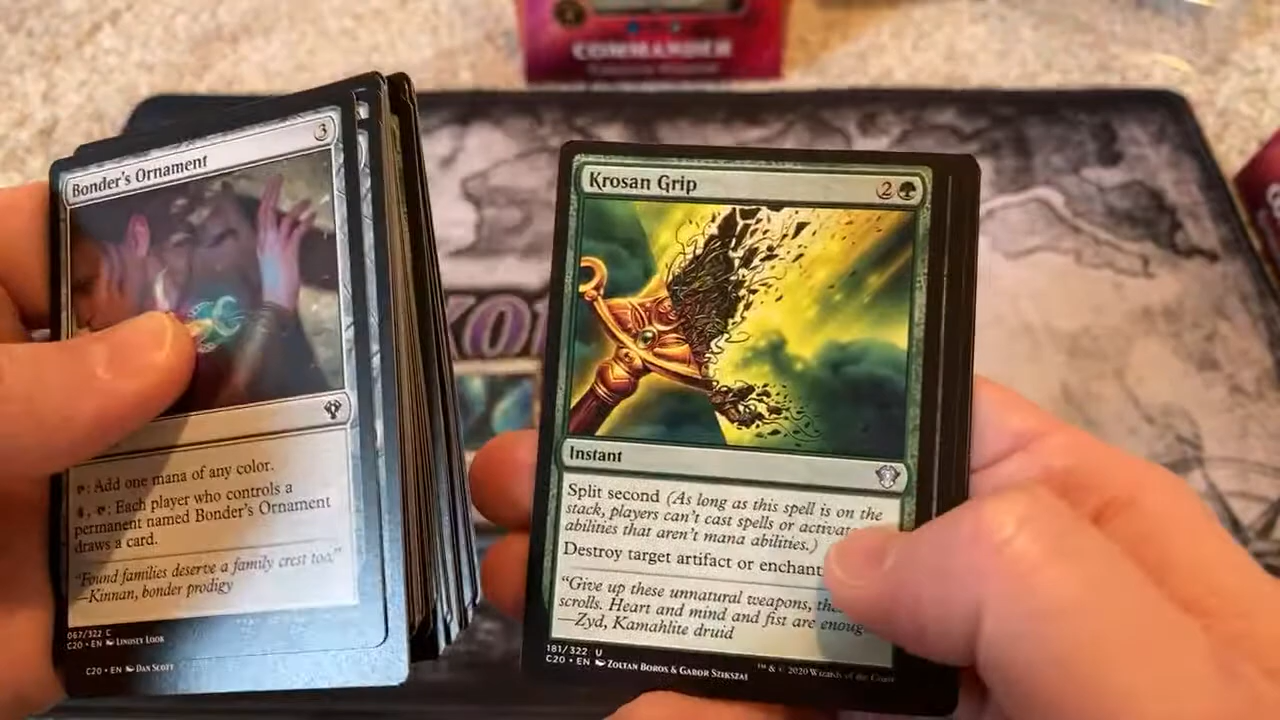 COMMANDER
Bonder's Ornament
3
: Add one mana of any color.
4, : Each player who controls a
permanent named Bonder's Ornament
draws a card.
"Found families deserve a family crest too."
—Kinnan, bonder prodigy
067/322 C
C20 • EN LINDSEY LOOK
C20 • EN DAN SCOTT
Krosan Grip
2
Instant
Split second (As long as this spell is on the
stack, players can't cast spells or activate
abilities that aren't mana abilities.)
Destroy target artifact or enchant
"Give up these unnatural weapons,
scrolls. Heart and mind and fist are enoug
—Zyd, Kamahlite druid
181/322 U
C20 • EN ZOLTAN BOROS & GABOR SZIKSZAI
™ & © 2020 Wizards of the Coast